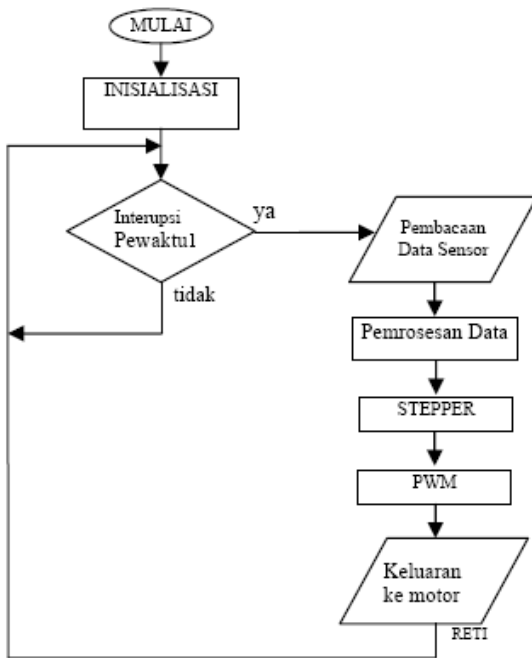 MULAI
INISIALISASI
Interupsi
Pewaktu1
ya
tidak
Pembacaan
Data Sensor
Pemrosesan Data
STEPPER
PWM
Keluaran
ke motor
RETI